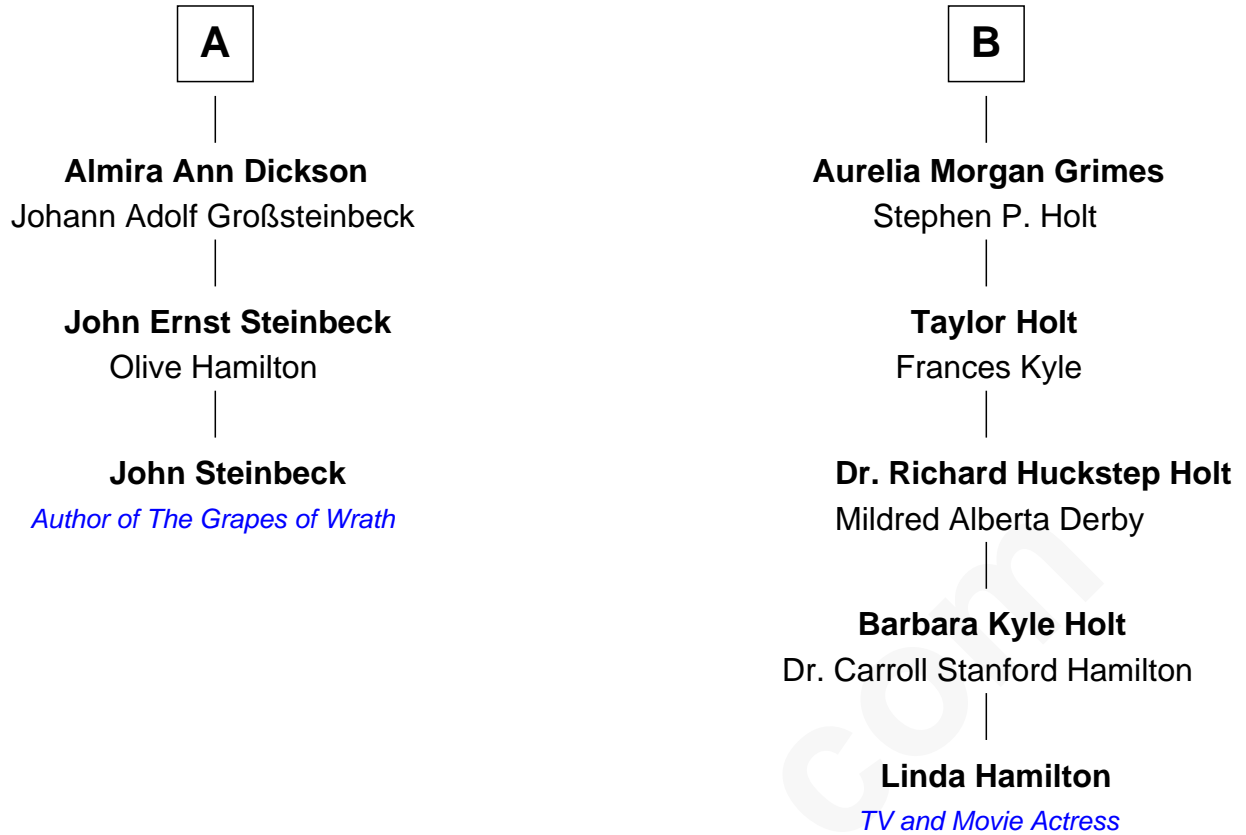 A
Almira Ann Dickson
Johann Adolf Großsteinbeck
John Ernst Steinbeck
Olive Hamilton
John Steinbeck
Author of The Grapes of Wrath
B
Aurelia Morgan Grimes
Stephen P. Holt
Taylor Holt
Frances Kyle
Dr. Richard Huckstep Holt
Mildred Alberta Derby
Barbara Kyle Holt
Dr. Carroll Stanford Hamilton
Linda Hamilton
TV and Movie Actress
com